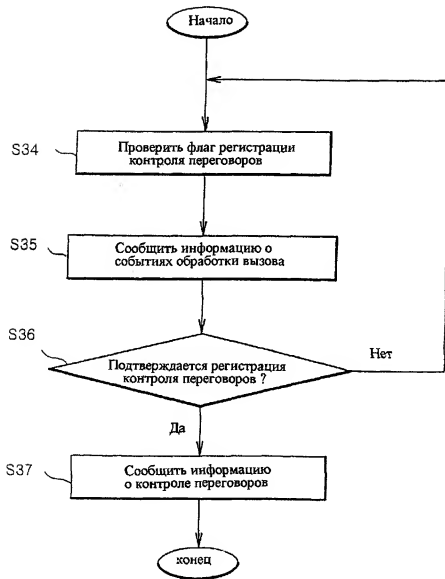 Начало
S34
Проверить флаг регистрации
контроля переговоров
S35
Сообщить информацию о
событиях обработки вызова
S36
Подтверждается регистрация
контроля переговоров ?
Нет
Да
S37
Сообщить информацию
о контроле переговоров
конец